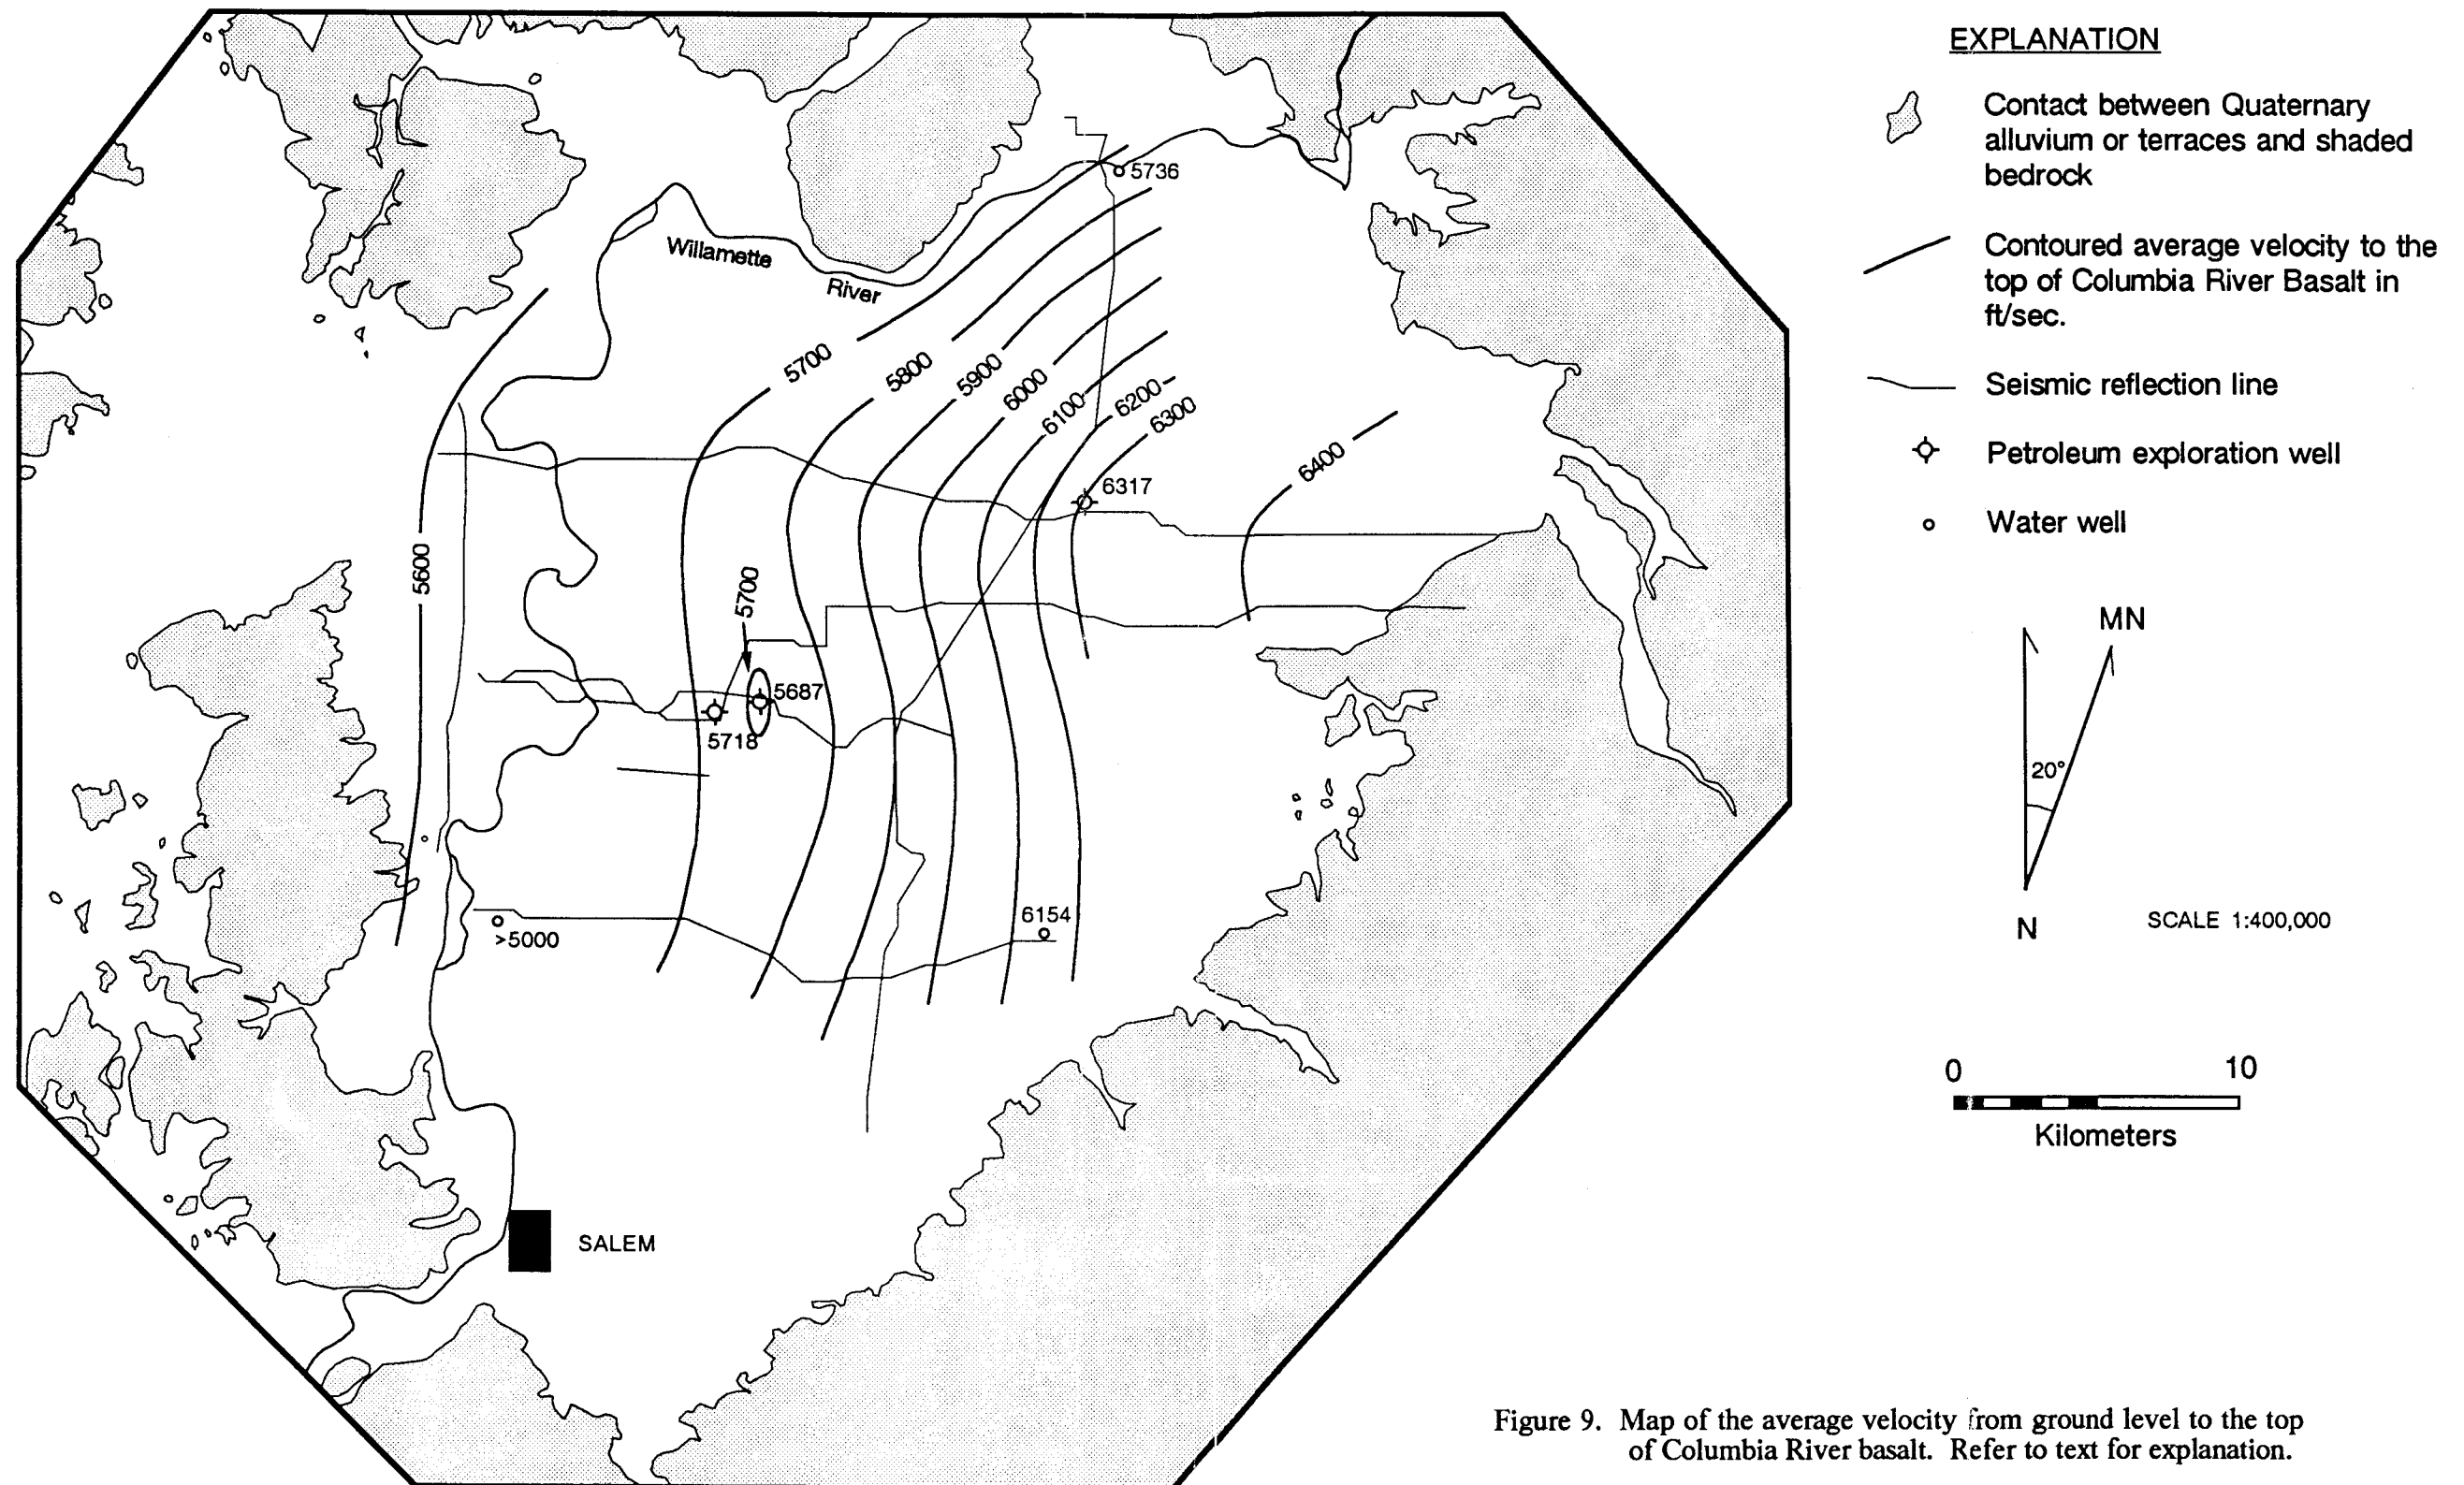 EXPLANATION
Contact between Quaternary
alluvium or terraces and shaded
bedrock
Contoured average velocity to the
top of Columbia River Basalt in
ft/sec.
Seismic reflection line
Petroleum exploration well
Water well
MN
20°
N
SCALE 1:400,000
0 10
Kilometers
5736
Willamette
River
5700
5800
5900
6000
6100
6200
6300
6400
6317
5600
5700
5687
5718
6154
>5000
SALEM
Figure 9. Map of the average velocity from ground level to the top
of Columbia River basalt. Refer to text for explanation.